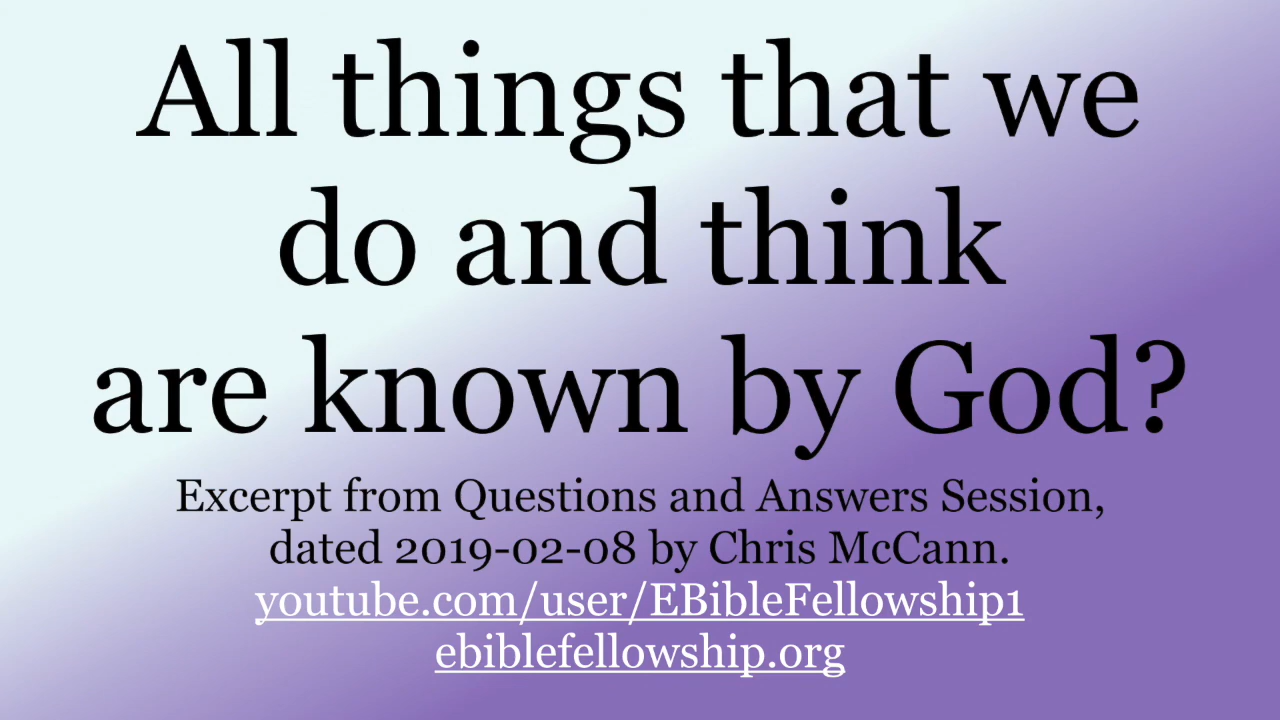 All things that we
do and think
are known by God?
Excerpt from Questions and Answers Session,
dated 2019-02-08 by Chris McCann.
youtube.com/user/EBibleFellowship1
ebiblefellowship.org